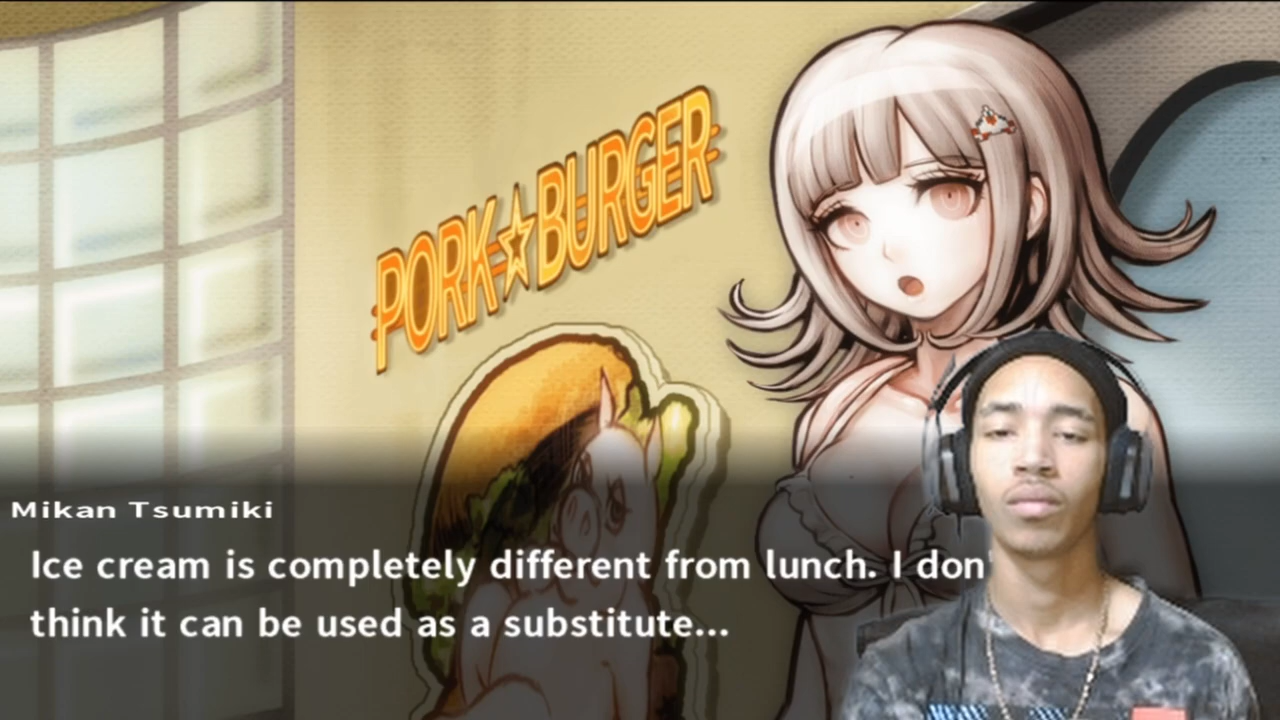 PORK☆BURGER
Mikan Tsumiki
Ice cream is completely different from lunch. I don'
think it can be used as a substitute...